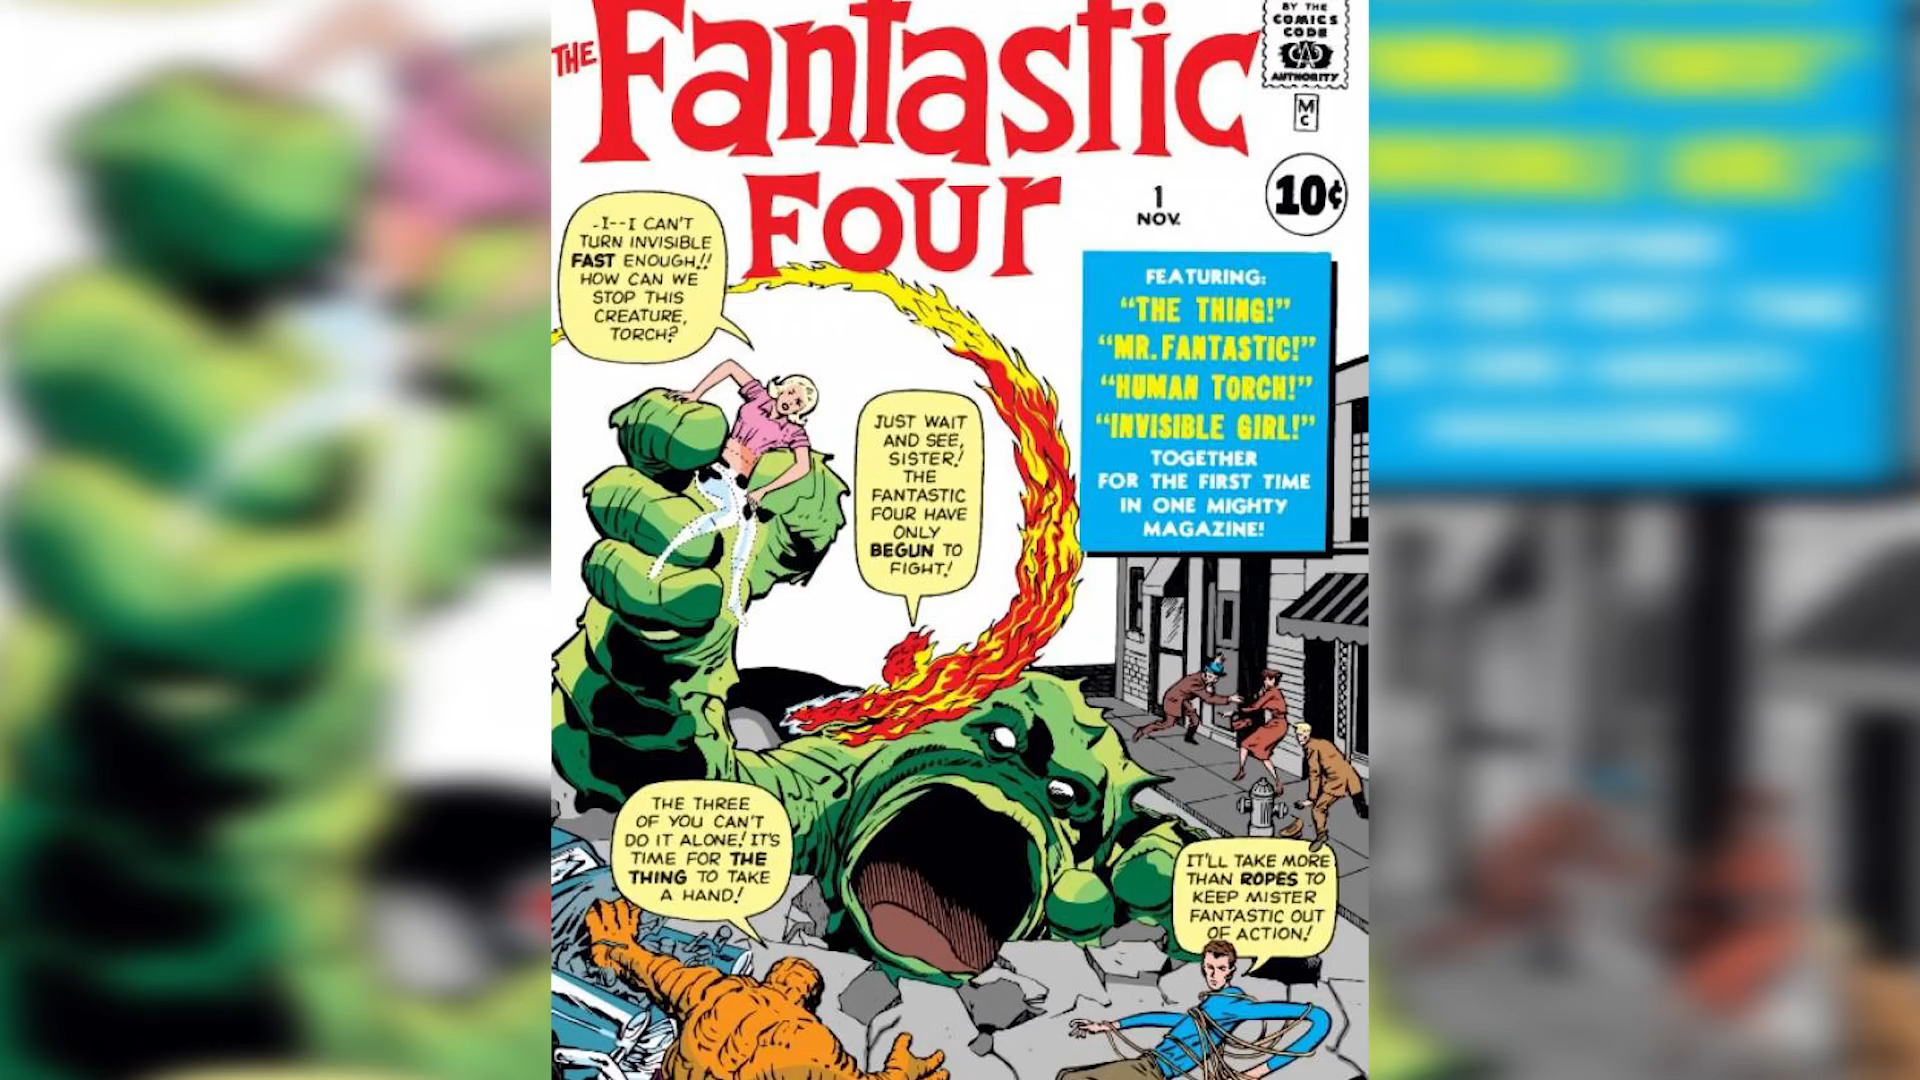 THE
Fantastic
FOUR
BY THE
COMICS
CODE
CA
AUTHORITY
M
C
10¢
1
NOV.
I--I CAN'T
TURN INVISIBLE
FAST ENOUGH!!
HOW CAN WE
STOP THIS
CREATURE,
TORCH?
FEATURING:
"THE THING!"
"MR. FANTASTIC!"
"HUMAN TORCH!"
"INVISIBLE GIRL!"
TOGETHER
FOR THE FIRST TIME
IN ONE MIGHTY
MAGAZINE!
JUST WAIT
AND SEE,
SISTER!
THE
FANTASTIC
FOUR HAVE
ONLY
BEGUN TO
FIGHT!
THE THREE
OF YOU CAN'T
DO IT ALONE! IT'S
TIME FOR THE
THING TO TAKE
A HAND!
IT'LL TAKE MORE
THAN ROPES TO
KEEP MISTER
FANTASTIC OUT
OF ACTION!